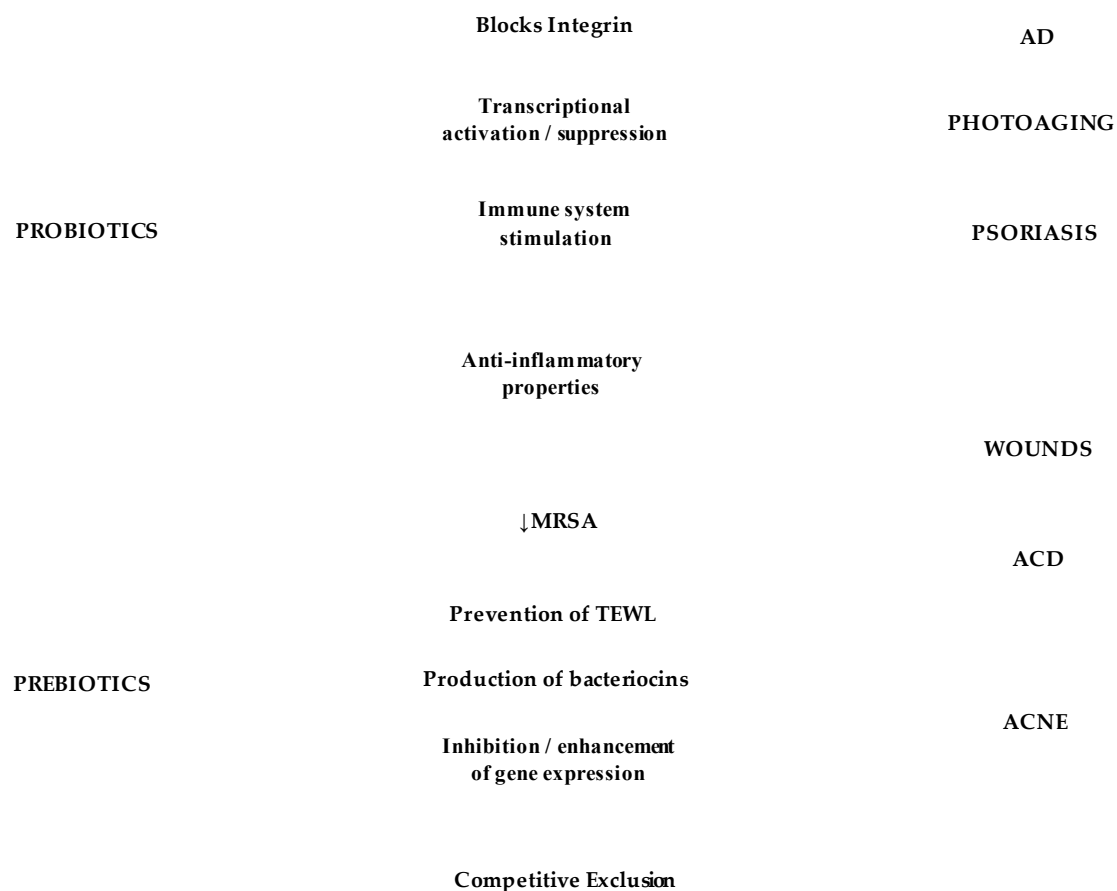 PROBIOTICS
PREBIOTICS
Blocks Integrin
Transcriptional
activation / suppression
Immune system
stimulation
Anti-inflammatory
properties
↓MRSA
Prevention of TEWL
Production of bacteriocins
Inhibition / enhancement
of gene expression
Competitive Exclusion
AD
PHOTOAGING
PSORIASIS
WOUNDS
ACD
ACNE